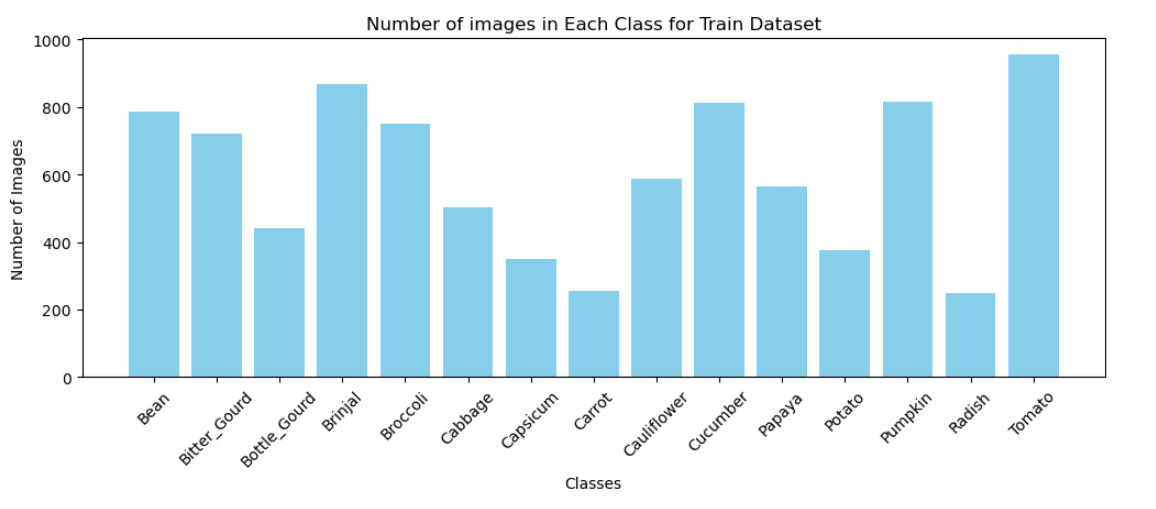 Number of images in Each Class for Train Dataset
1000
800
600
400
200
0
Number of Images
Bean
Bitter_Gourd
Bottle_Gourd
Brinjal
Broccoli
Cabbage
Capsicum
Carrot
Cauliflower
Cucumber
Papaya
Potato
Pumpkin
Radish
Tomato
Classes